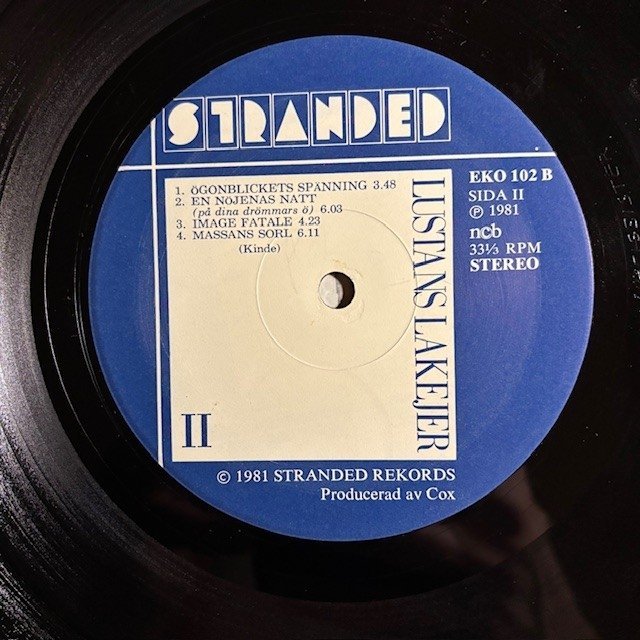 STRANDED
1. ÖGONBLICKETS SPÄNNING 3.48
2. EN NÖJENAS NATT
(på dina drömmars ö) 6.03
3. IMAGE FATALE 4.23
4. MASSANS SORL 6.11
(Kinde)
LUSTANS LAKEJER
EKO 102 B
SIDA II
℗ 1981
ncb
33⅓ RPM
STEREO
II
© 1981 STRANDED REKORDS
Producerad av Cox